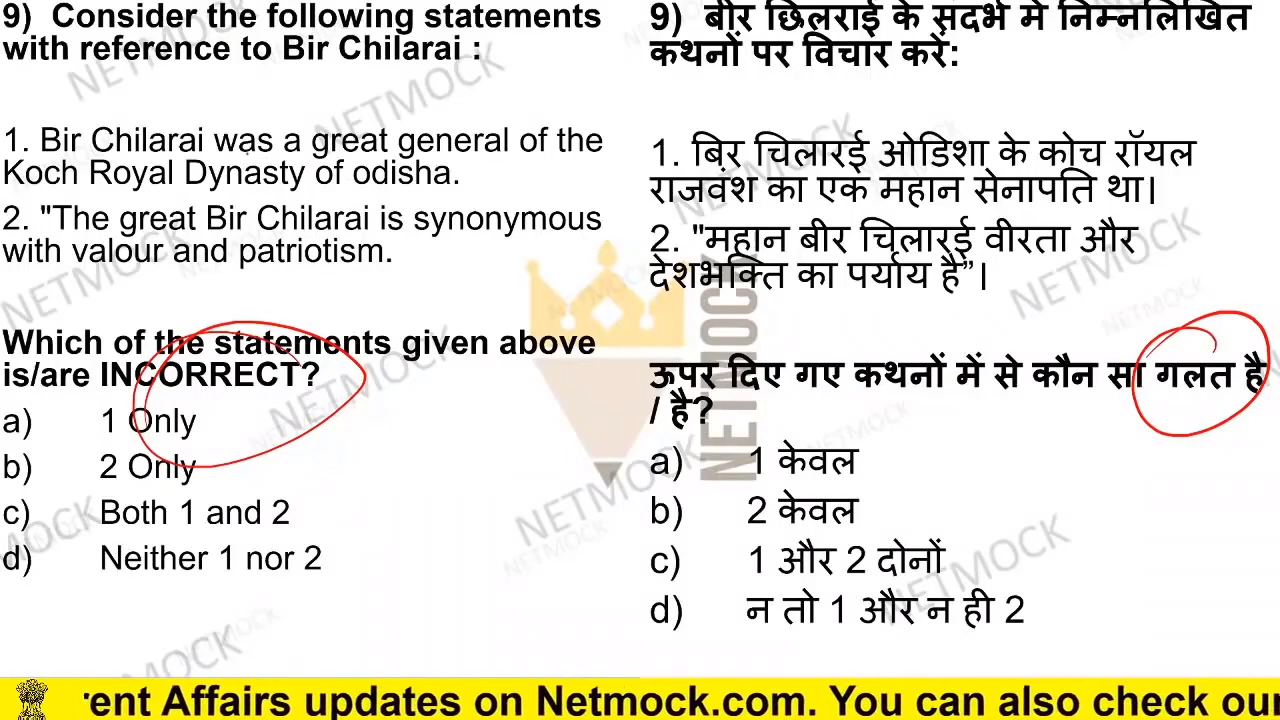 9) Consider the following statements
with reference to Bir Chilarai :
1. Bir Chilarai was a great general of the
Koch Royal Dynasty of odisha.
2. "The great Bir Chilarai is synonymous
with valour and patriotism.
Which of the statements given above
is/are INCORRECT?
a) 1 Only
b) 2 Only
c) Both 1 and 2
d) Neither 1 nor 2
9) बीर छिलराई के संदर्भ में निम्नलिखित
कथनों पर विचार करें:
1. बिर चिलारई ओडिशा के कोच रॉयल
राजवंश का एक महान सेनापति था।
2. "महान बीर चिलारई वीरता और
देशभक्ति का पर्याय है”।
ऊपर दिए गए कथनों में से कौन सा गलत है
/ हैं?
a) 1 केवल
b) 2 केवल
c) 1 और 2 दोनों
d) न तो 1 और न ही 2
NETMOCK
rent Affairs updates on Netmock.com. You can also check our